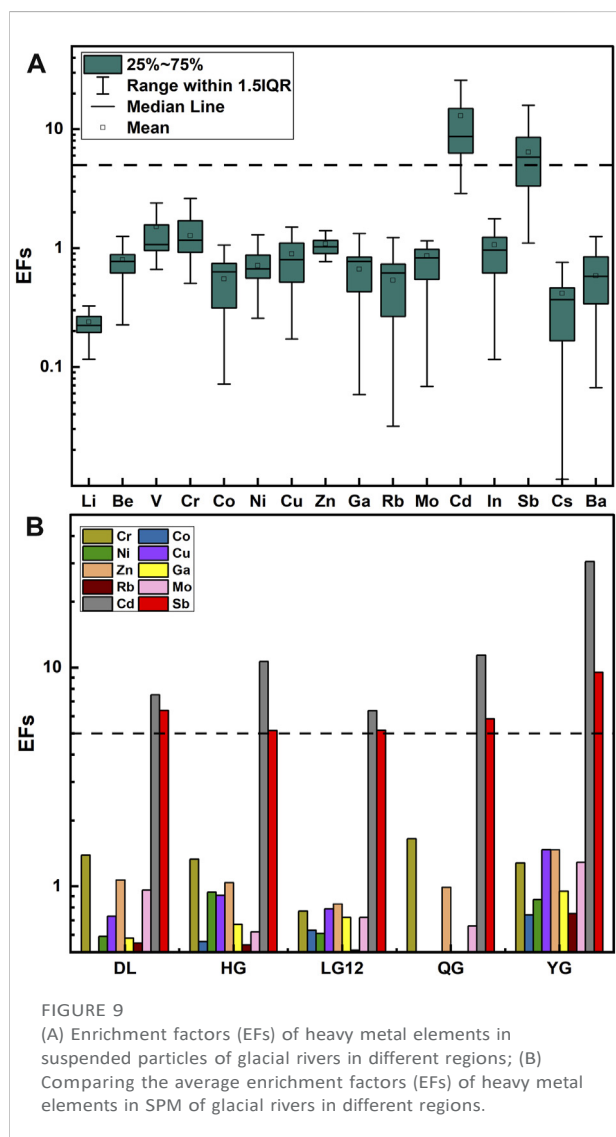 A
25%~75%
Range within 1.5IQR
Median Line
Mean
10
1
0.1
EFs
Li Be V Cr Co Ni Cu Zn Ga Rb Mo Cd In Sb Cs Ba
B
Cr Co
Ni Cu
Zn Ga
Rb Mo
Cd Sb
10
1
EFs
DL HG LG12 QG YG
FIGURE 9
(A) Enrichment factors (EFs) of heavy metal elements in
suspended particles of glacial rivers in different regions; (B)
Comparing the average enrichment factors (EFs) of heavy metal
elements in SPM of glacial rivers in different regions.